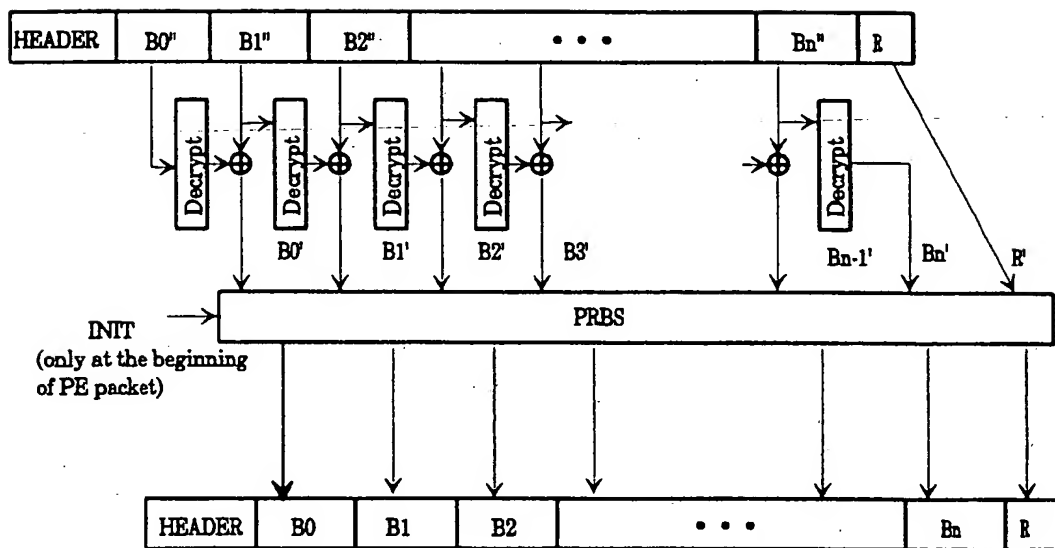 HEADER B0" B1" B2" • • • Bn" R
Decrypt Decrypt Decrypt Decrypt Decrypt
B0' B1' B2' B3' Bn-1' Bn' R'
PRBS
INIT
(only at the beginning
of PE packet)
HEADER B0 B1 B2 • • • Bn R